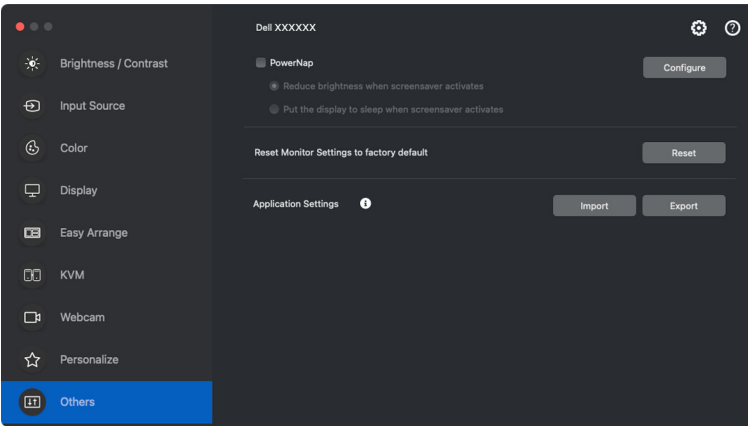 Dell XXXXXX
Brightness / Contrast
Input Source
Color
Display
Easy Arrange
KVM
Webcam
Personalize
Others
PowerNap
Configure
Reduce brightness when screensaver activates
Put the display to sleep when screensaver activates
Reset Monitor Settings to factory default
Reset
Application Settings
Import
Export